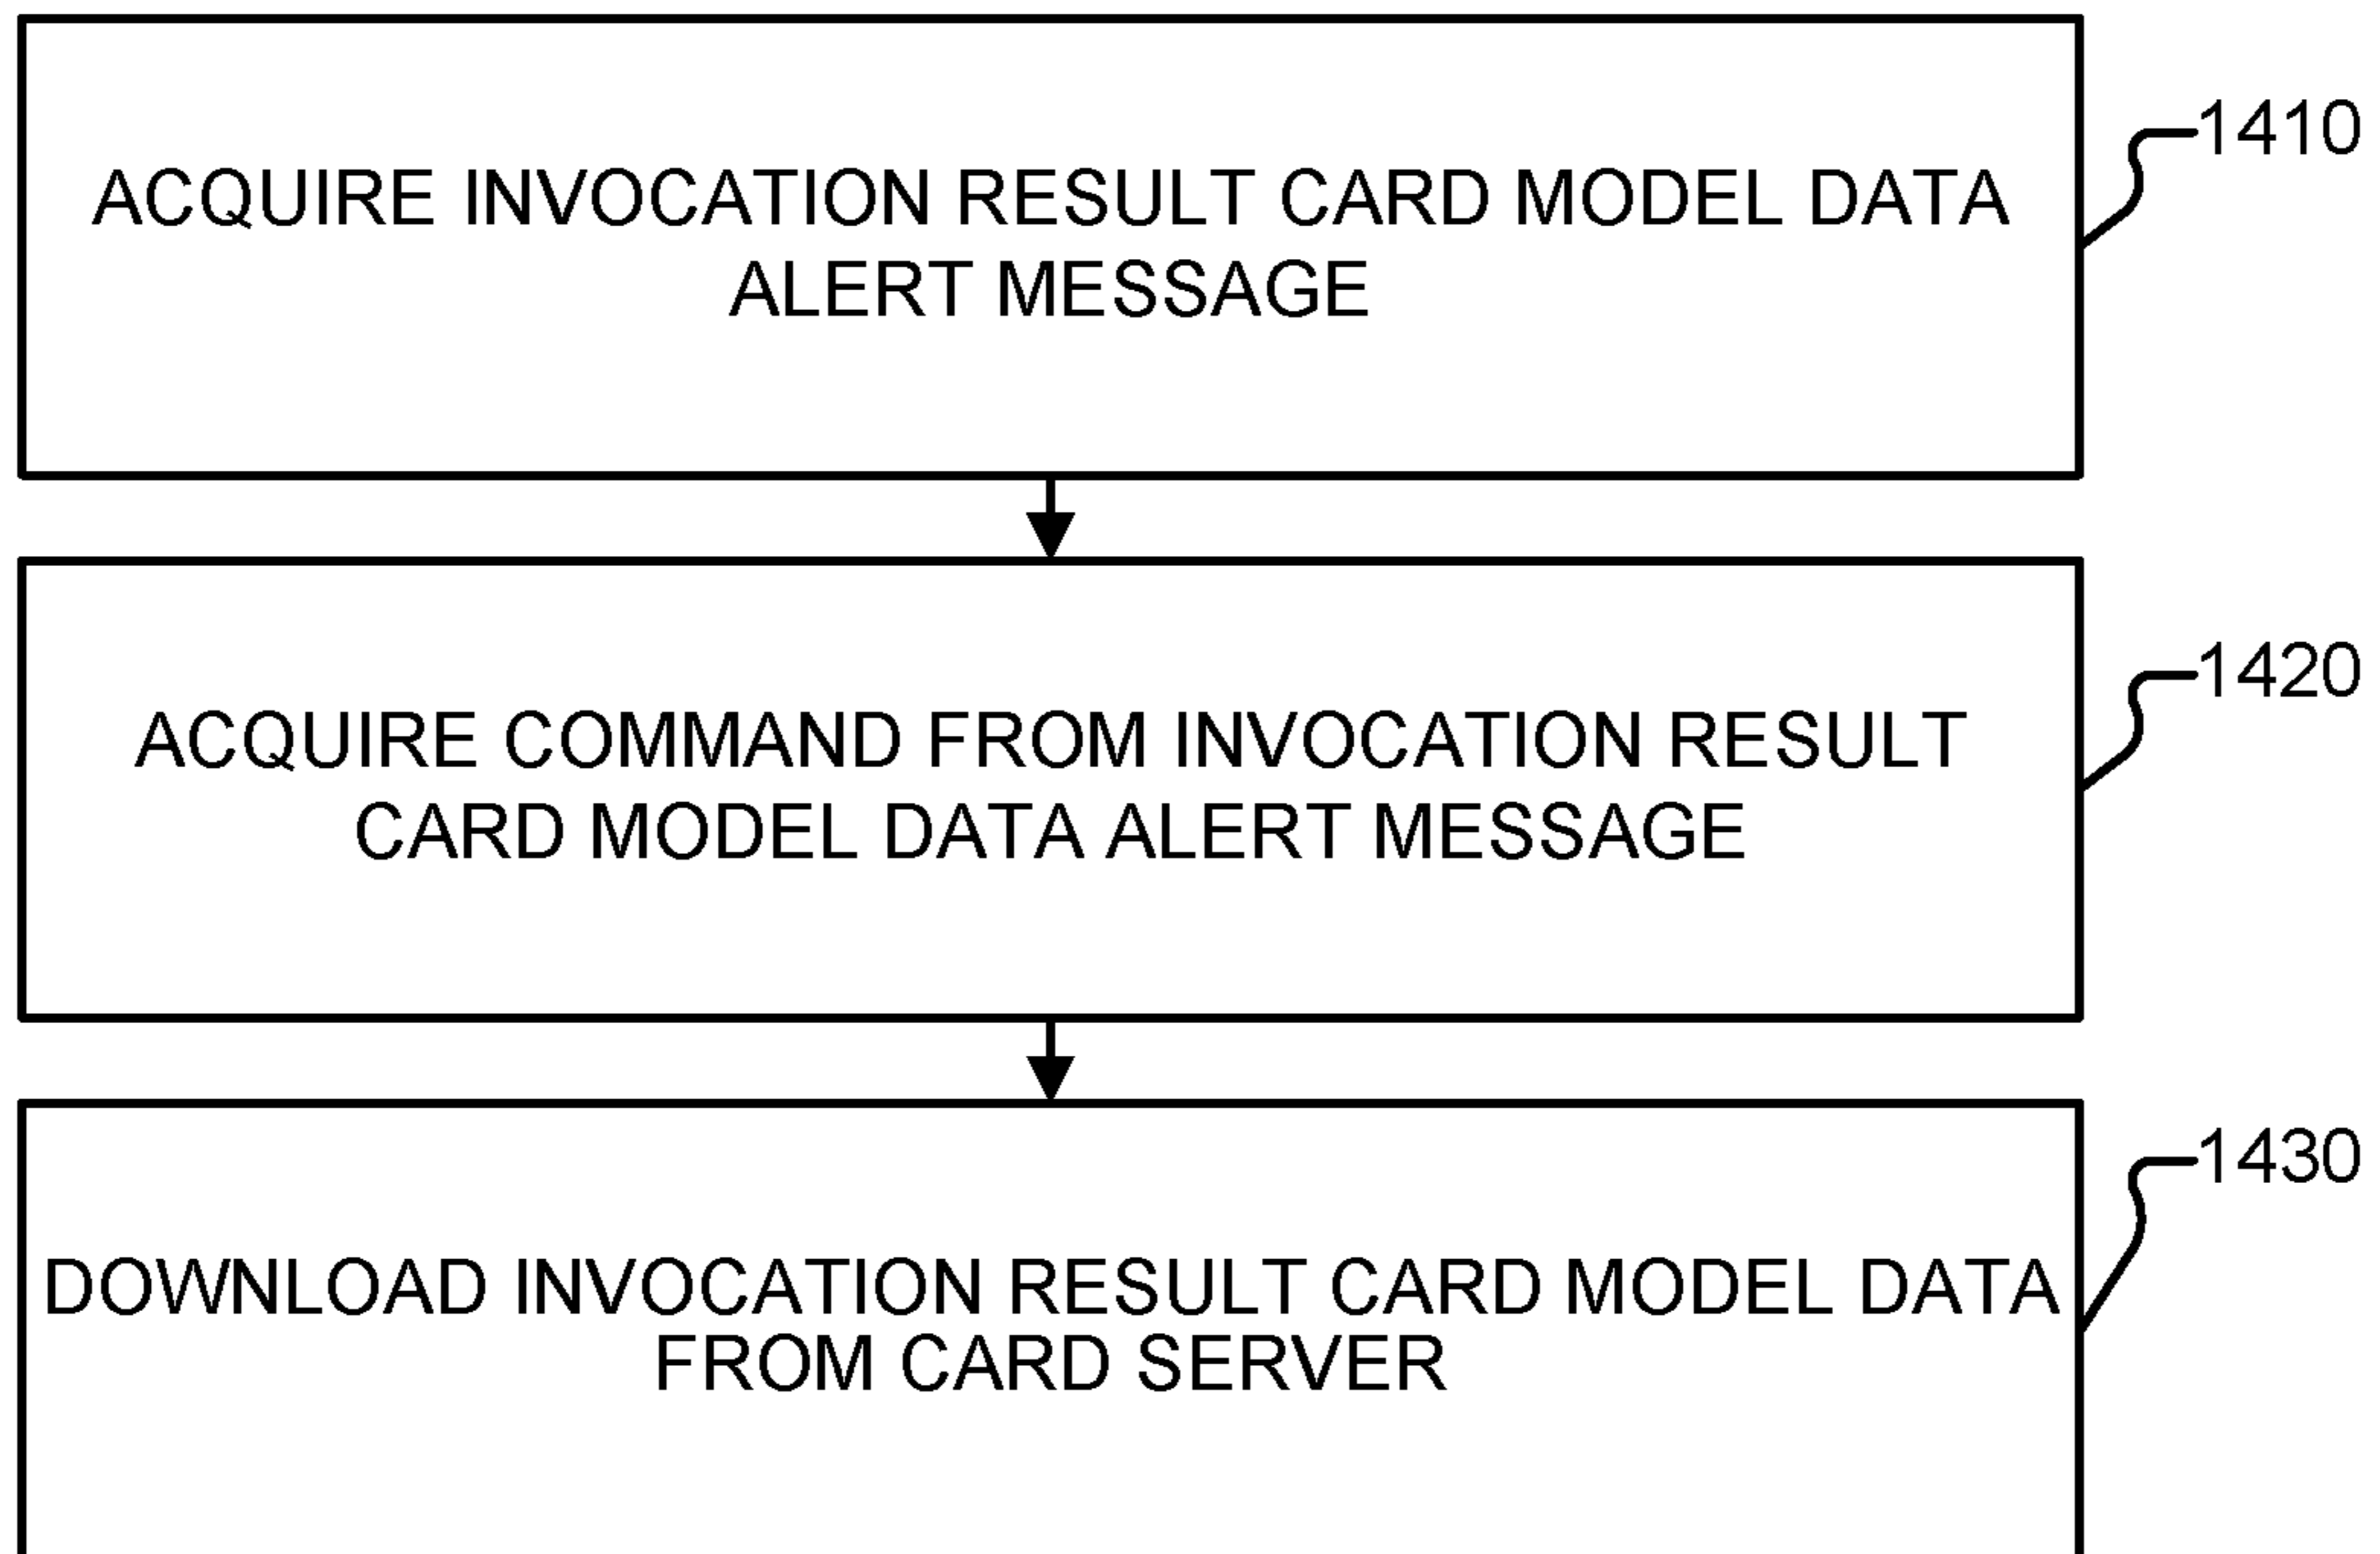 ACQUIRE INVOCATION RESULT CARD MODEL DATA
ALERT MESSAGE
1410
ACQUIRE COMMAND FROM INVOCATION RESULT
CARD MODEL DATA ALERT MESSAGE
1420
DOWNLOAD INVOCATION RESULT CARD MODEL DATA
FROM CARD SERVER
1430